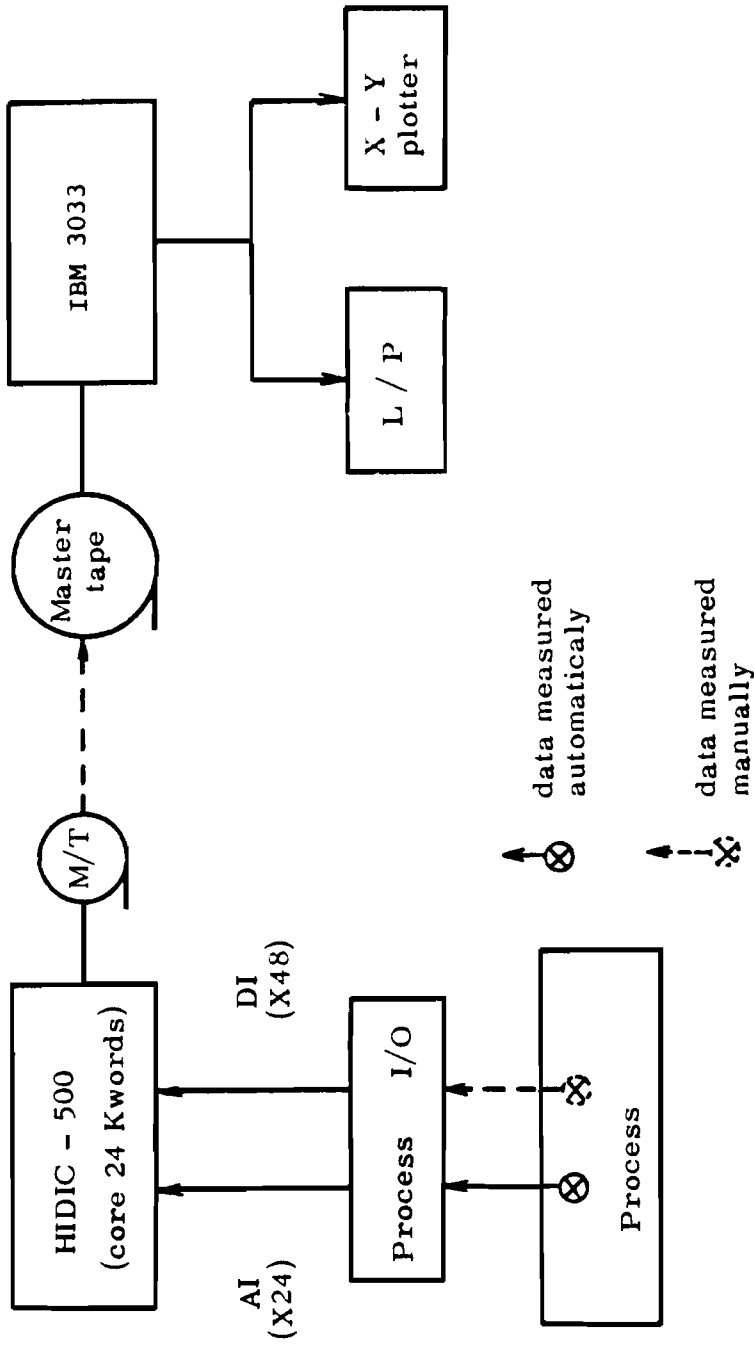 HIDIC - 500
(core 24 Kwords)
M/T
Master
tape
IBM 3033
AI
(X24)
DI
(X48)
Process I/O
L / P
X - Y
plotter
Process
data measured
automaticaly
data measured
manually